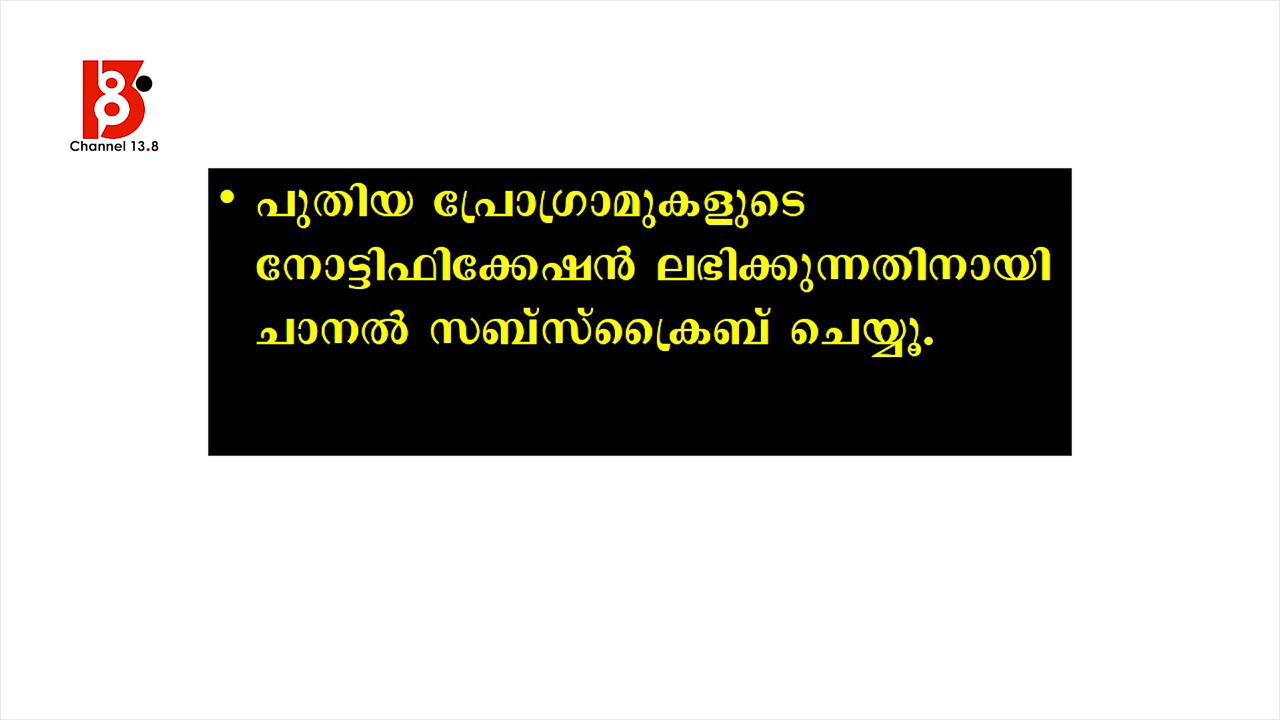 Channel 13.8
• പുതിയ പ്രോഗ്രാമുകളുടെ
നോട്ടിഫിക്കേഷൻ ലഭിക്കുന്നതിനായി
ചാനൽ സബ്സ്ക്രൈബ് ചെയ്യൂ.